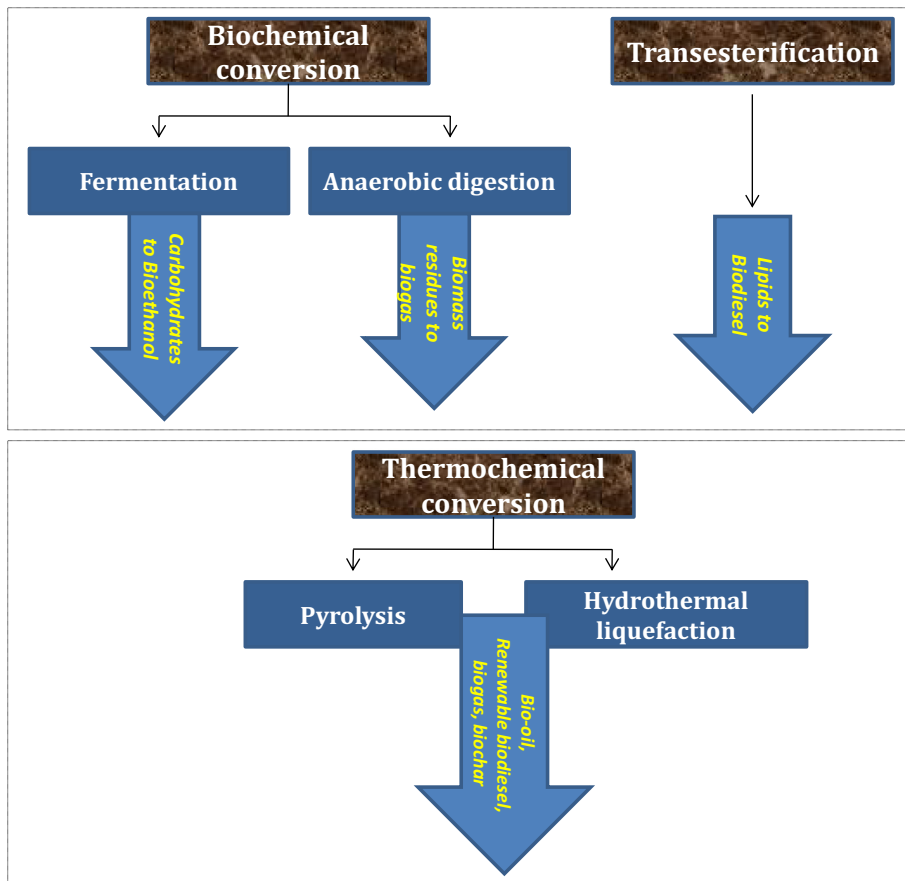 Biochemical
conversion
Transesterification
Fermentation
Anaerobic digestion
Carbohydrates
to Bioethanol
Biomass
residues to
biogas
Lipids to
Biodiesel
Thermochemical
conversion
Pyrolysis
Hydrothermal
liquefaction
Bio-oil,
Renewable biodiesel,
biogas, biochar